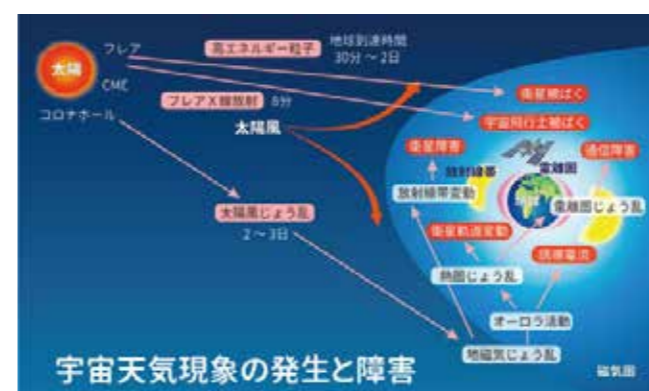 フレア
高エネルギー粒子
地球到達時間
30分 ～ 2日
太陽
CME
衛星被ばく
フレアX線放射
8分
コロナホール
太陽風
宇宙飛行士被ばく
衛星障害
通信障害
放射線帯
電離圏
放射線帯変動
電離圏じょう乱
太陽風じょう乱
2 ～ 3日
衛星軌道変動
誘導電流
熱圏じょう乱
オーロラ活動
地磁気じょう乱
宇宙天気現象の発生と障害
磁気圏